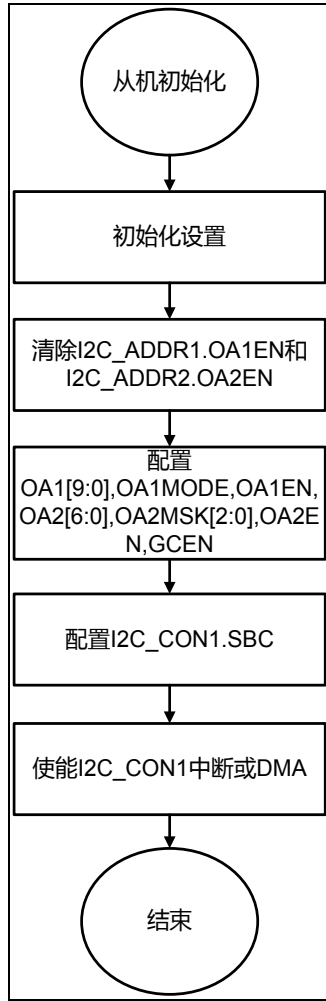 从机初始化
初始化设置
清除I2C_ADDR1.OA1EN和
I2C_ADDR2.OA2EN
配置
OA1[9:0],OA1MODE,OA1EN,
OA2[6:0],OA2MSK[2:0],OA2E
N,GCEN
配置I2C_CON1.SBC
使能I2C_CON1中断或DMA
结束